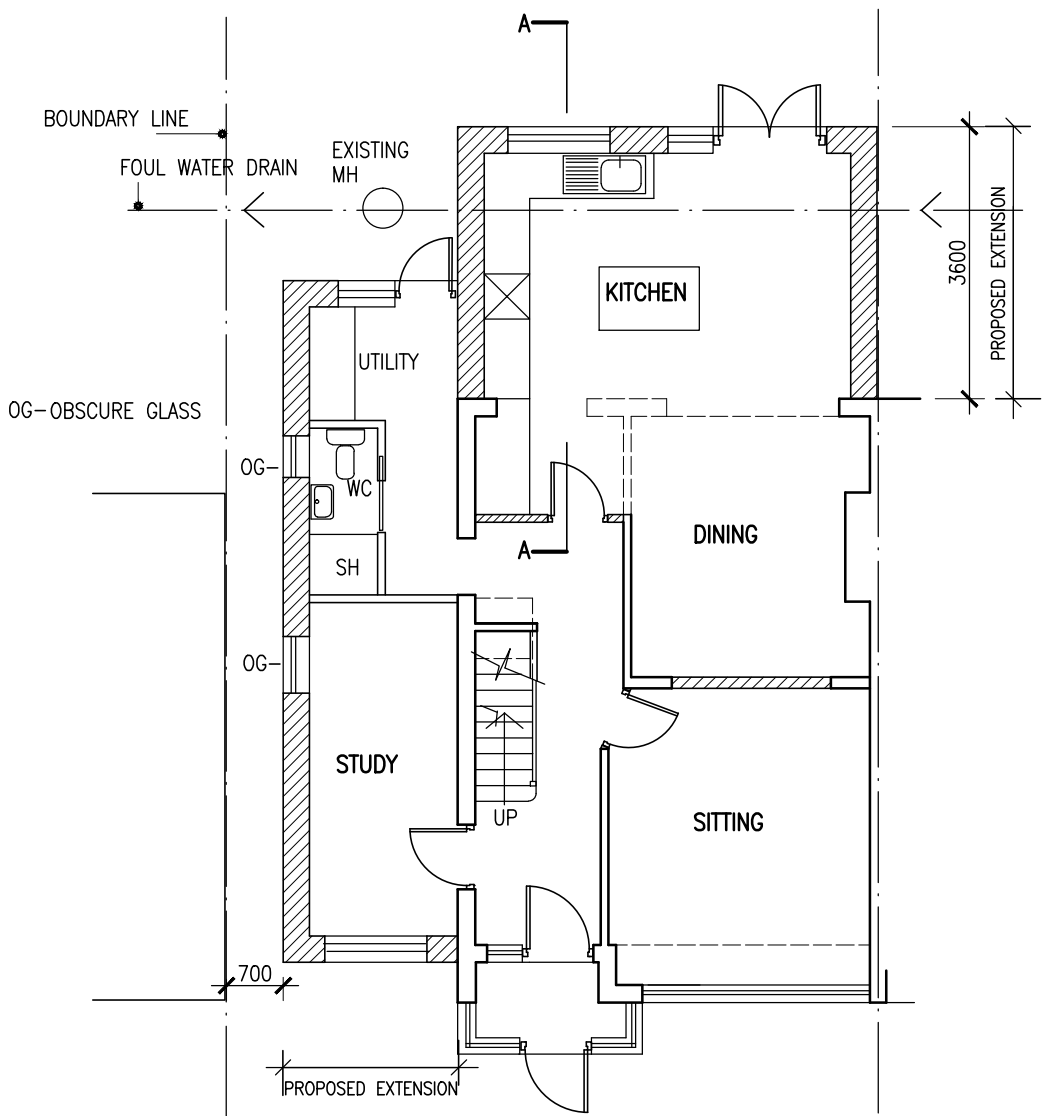 A
BOUNDARY LINE
FOUL WATER DRAIN
EXISTING
MH
KITCHEN
3600
PROPOSED EXTENSION
UTILITY
OG-OBSCURE GLASS
OG-
WC
DINING
A
SH
OG-
STUDY
UP
SITTING
700
PROPOSED EXTENSION